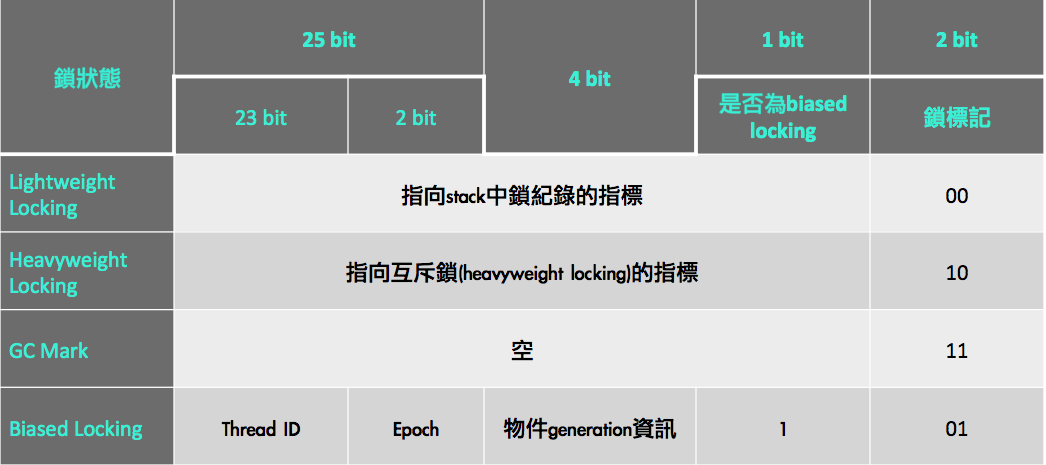 鎖狀態
25 bit
1 bit
2 bit
4 bit
23 bit
2 bit
是否為biased
locking
鎖標記
Lightweight
Locking
指向stack中鎖紀錄的指標
00
Heavyweight
Locking
指向互斥鎖(heavyweight locking)的指標
10
GC Mark
空
11
Biased Locking
Thread ID
Epoch
物件generation資訊
1
01